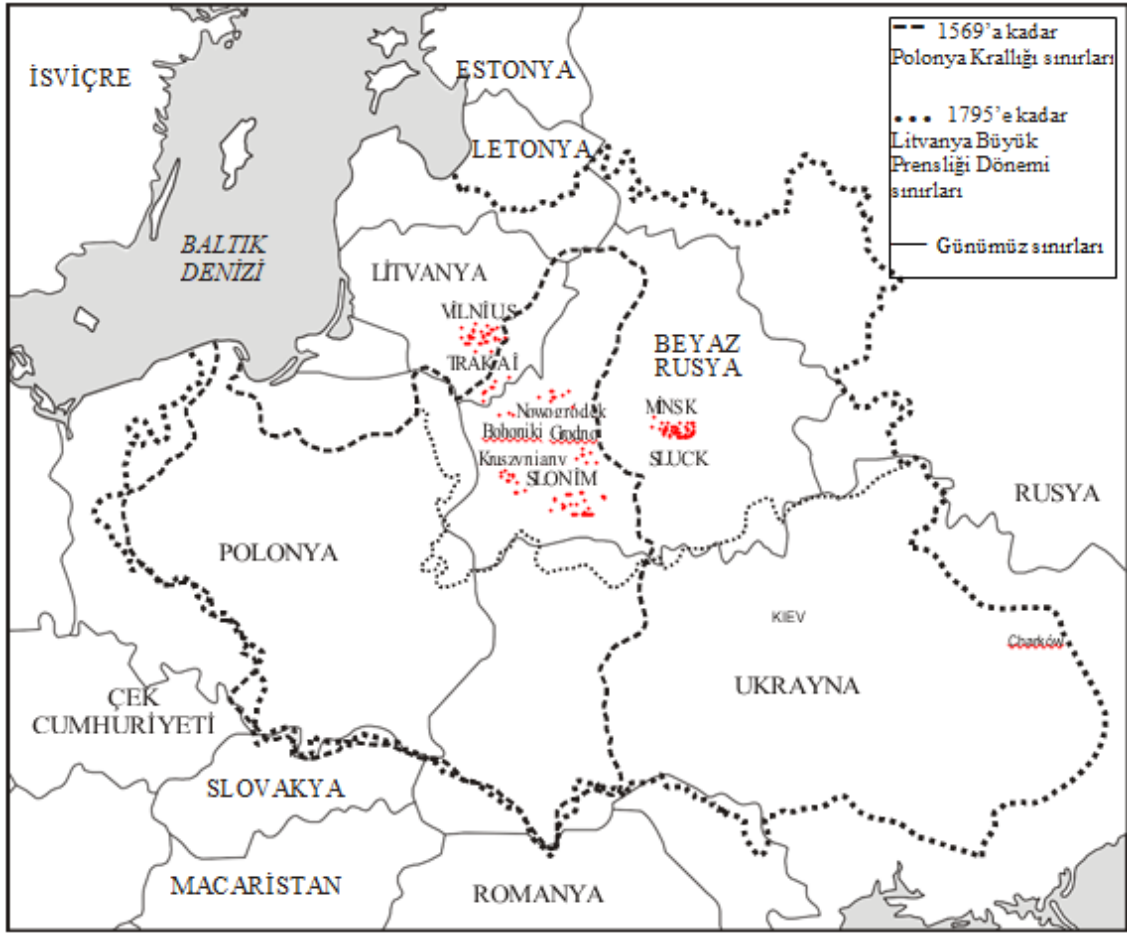 1569’a kadar
Polonya Krallığı sınırları
1795’e kadar
Litvanya Büyük
Prensliği Dönemi
sınırları
Günümüz sınırları
İSVİÇRE
ESTONYA
LETONYA
BALTIK
DENİZİ
LİTVANYA
VİLNİUS
TRAKAİ
BEYAZ
RUSYA
Nowogródek
MİNSK
Bohoniki Grodno
Kruszynianv
SLUCK
SLONİM
RUSYA
POLONYA
KIEV
Charków
UKRAYNA
ÇEK
CUMHURİYETİ
SLOVAKYA
MACARİSTAN
ROMANYA